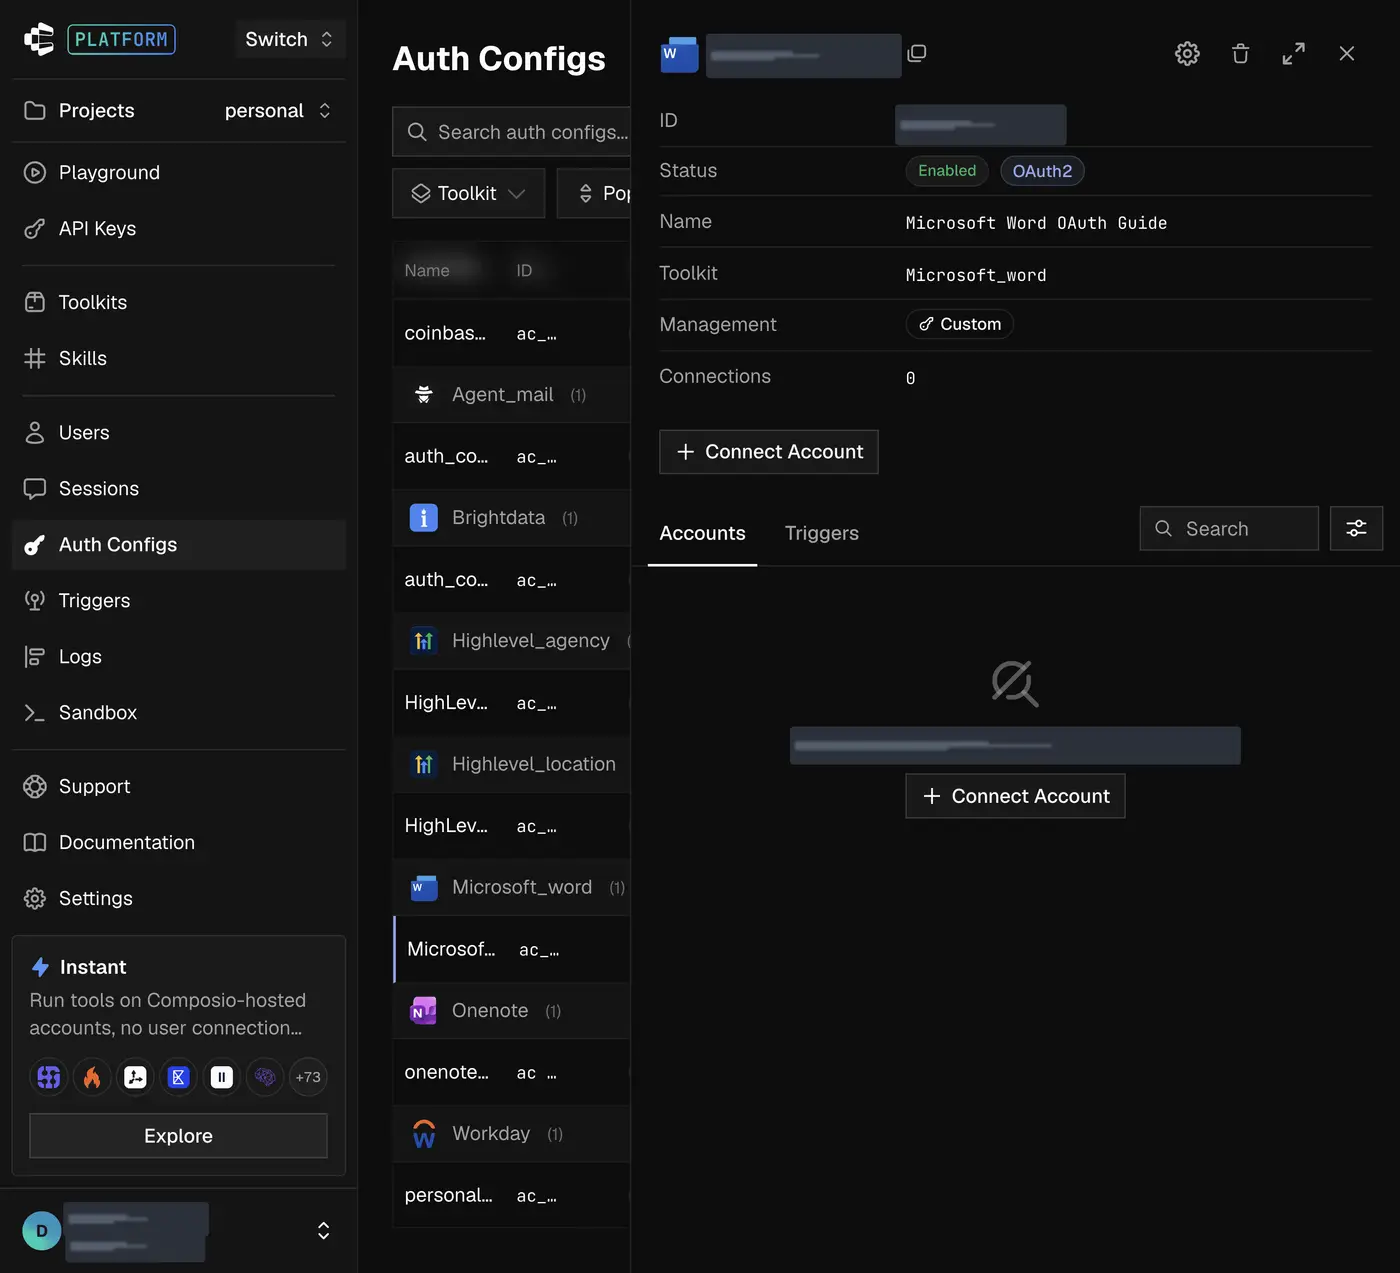 PLATFORM
Switch
Projects
personal
Playground
API Keys
Toolkits
Skills
Users
Sessions
Auth Configs
Triggers
Logs
Sandbox
Support
Documentation
Settings
Instant
Run tools on Composio-hosted
accounts, no user connection...
+73
Explore
D
Auth Configs
Search auth configs...
Toolkit
Pop
Name ID
coinbas... ac_...
Agent_mail (1)
auth_co... ac_...
Brightdata (1)
auth_co... ac_...
Highlevel_agency (
HighLev... ac_...
Highlevel_location
HighLev... ac_...
Microsoft_word (1)
Microsof... ac_...
Onenote (1)
onenote... ac ...
Workday (1)
personal... ac_...
W
ID
Status Enabled OAuth2
Name Microsoft Word OAuth Guide
Toolkit Microsoft_word
Management Custom
Connections 0
Connect Account
Accounts
Triggers
Search
Connect Account